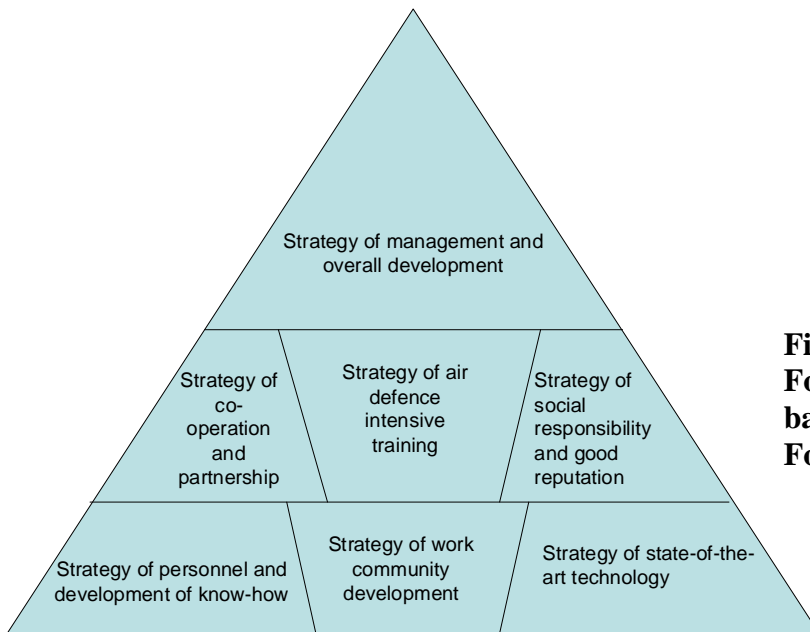 Strategy of management and
overall development
Strategy of
co-
operation
and
partnership
Strategy of air
defence
intensive
training
Strategy of
social
responsibility
and good
reputation
Strategy of personnel and
development of know-how
Strategy of work
community
development
Strategy of state-of-the-
art technology
Fi
Fo
ba
Fo